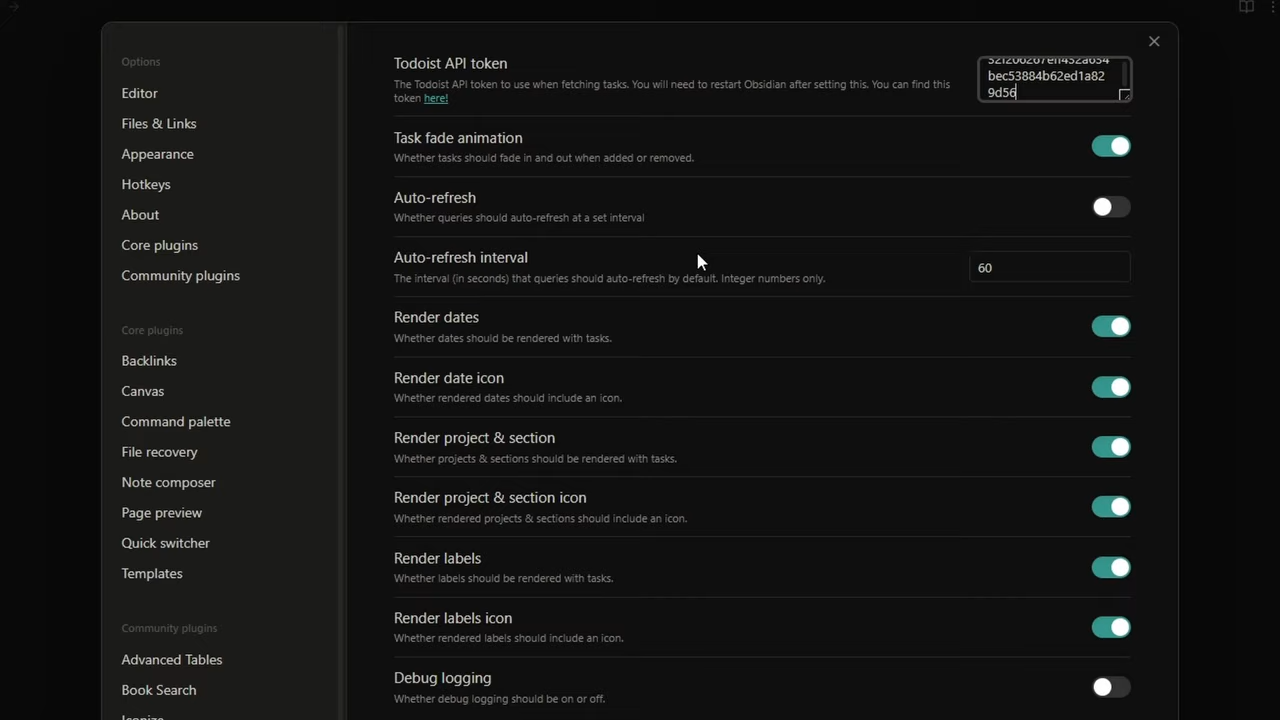 Options
Editor
Files & Links
Appearance
Hotkeys
About
Core plugins
Community plugins
Core plugins
Backlinks
Canvas
Command palette
File recovery
Note composer
Page preview
Quick switcher
Templates
Community plugins
Advanced Tables
Book Search
Todoist API token
The Todoist API token to use when fetching tasks. You will need to restart Obsidian after setting this. You can find this
token here!
bec53884b62ed1a82
9d56
Task fade animation
Whether tasks should fade in and out when added or removed.
Auto-refresh
Whether queries should auto-refresh at a set interval
Auto-refresh interval
The interval (in seconds) that queries should auto-refresh by default. Integer numbers only.
60
Render dates
Whether dates should be rendered with tasks.
Render date icon
Whether rendered dates should include an icon.
Render project & section
Whether projects & sections should be rendered with tasks.
Render project & section icon
Whether rendered projects & sections should include an icon.
Render labels
Whether labels should be rendered with tasks.
Render labels icon
Whether rendered labels should include an icon.
Debug logging
Whether debug logging should be on or off.